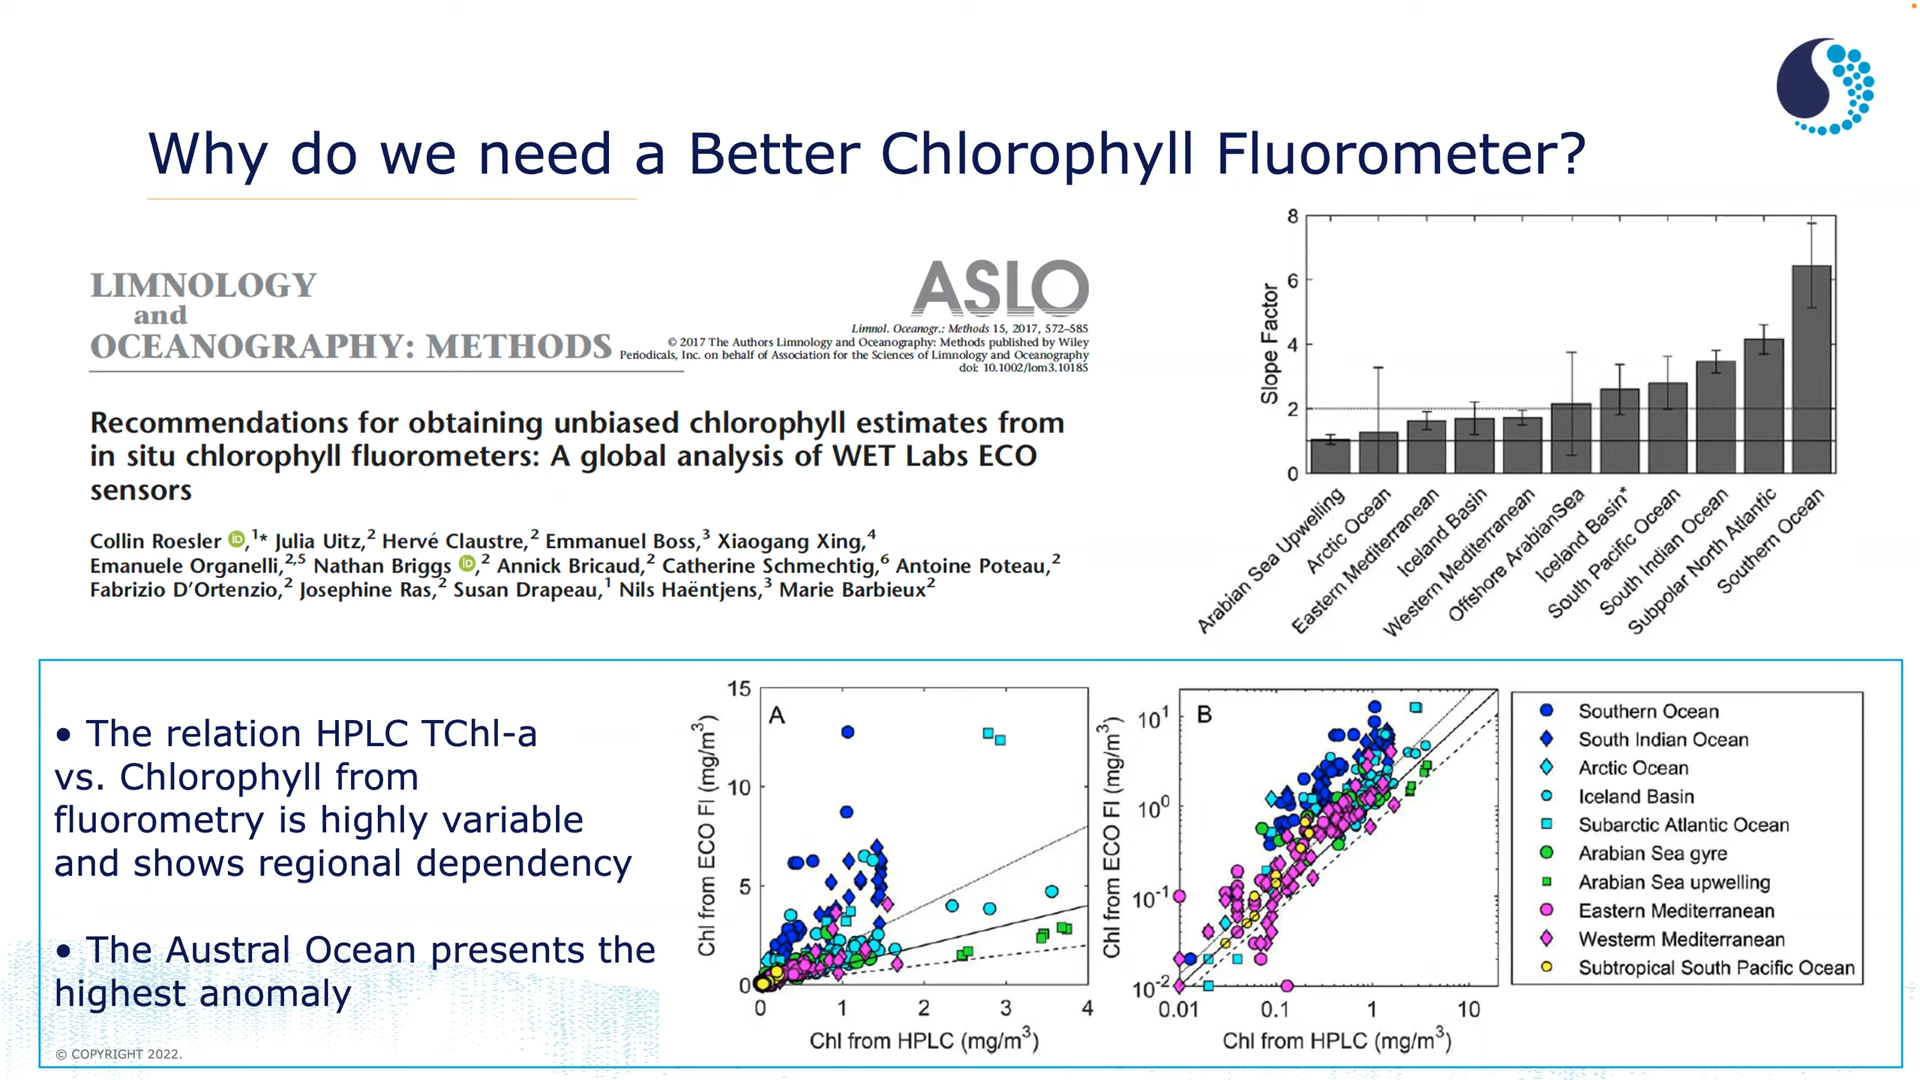 Why do we need a Better Chlorophyll Fluorometer?
LIMNOLOGY
and
OCEANOGRAPHY: METHODS
ASLO
Limnol. Oceanogr.: Methods 15, 2017, 572–585
© 2017 The Authors Limnology and Oceanography: Methods published by Wiley
Periodicals, Inc. on behalf of Association for the Sciences of Limnology and Oceanography
doi: 10.1002/lom3.10185
Recommendations for obtaining unbiased chlorophyll estimates from
in situ chlorophyll fluorometers: A global analysis of WET Labs ECO
sensors
Collin Roesler iD,¹* Julia Uitz,² Hervé Claustre,² Emmanuel Boss,³ Xiaogang Xing,⁴
Emanuele Organelli,²,⁵ Nathan Briggs iD,² Annick Bricaud,² Catherine Schmechtig,⁶ Antoine Poteau,²
Fabrizio D’Ortenzio,² Josephine Ras,² Susan Drapeau,¹ Nils Haëntjens,³ Marie Barbieux²
Slope Factor
8
6
4
2
0
Arabian Sea Upwelling
Arctic Ocean
Eastern Mediterranean
Iceland Basin
Western Mediterranean
Offshore ArabianSea
Iceland Basin*
South Pacific Ocean
South Indian Ocean
Subpolar North Atlantic
Southern Ocean
• The relation HPLC TChl-a
vs. Chlorophyll from
fluorometry is highly variable
and shows regional dependency
• The Austral Ocean presents the
highest anomaly
© COPYRIGHT 2022.
A
Chl from ECO Fl (mg/m³)
15
10
5
0
0 1 2 3 4
Chl from HPLC (mg/m³)
B
Chl from ECO Fl (mg/m³)
10¹
10⁰
10⁻¹
10⁻²
0.01 0.1 1 10
Chl from HPLC (mg/m³)
Southern Ocean
South Indian Ocean
Arctic Ocean
Iceland Basin
Subarctic Atlantic Ocean
Arabian Sea gyre
Arabian Sea upwelling
Eastern Mediterranean
Westerm Mediterranean
Subtropical South Pacific Ocean